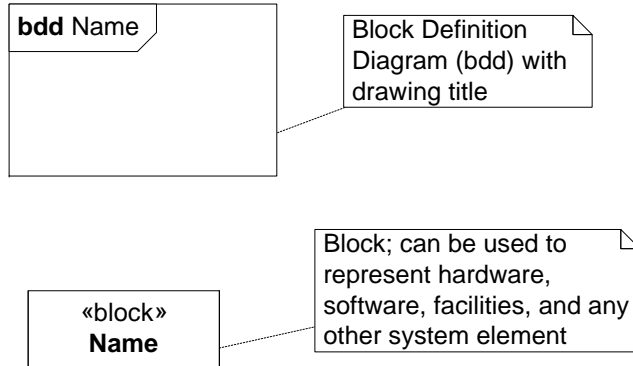 bdd Name
Block Definition
Diagram (bdd) with
drawing title
Block; can be used to
represent hardware,
software, facilities, and any
other system element
«block»
Name